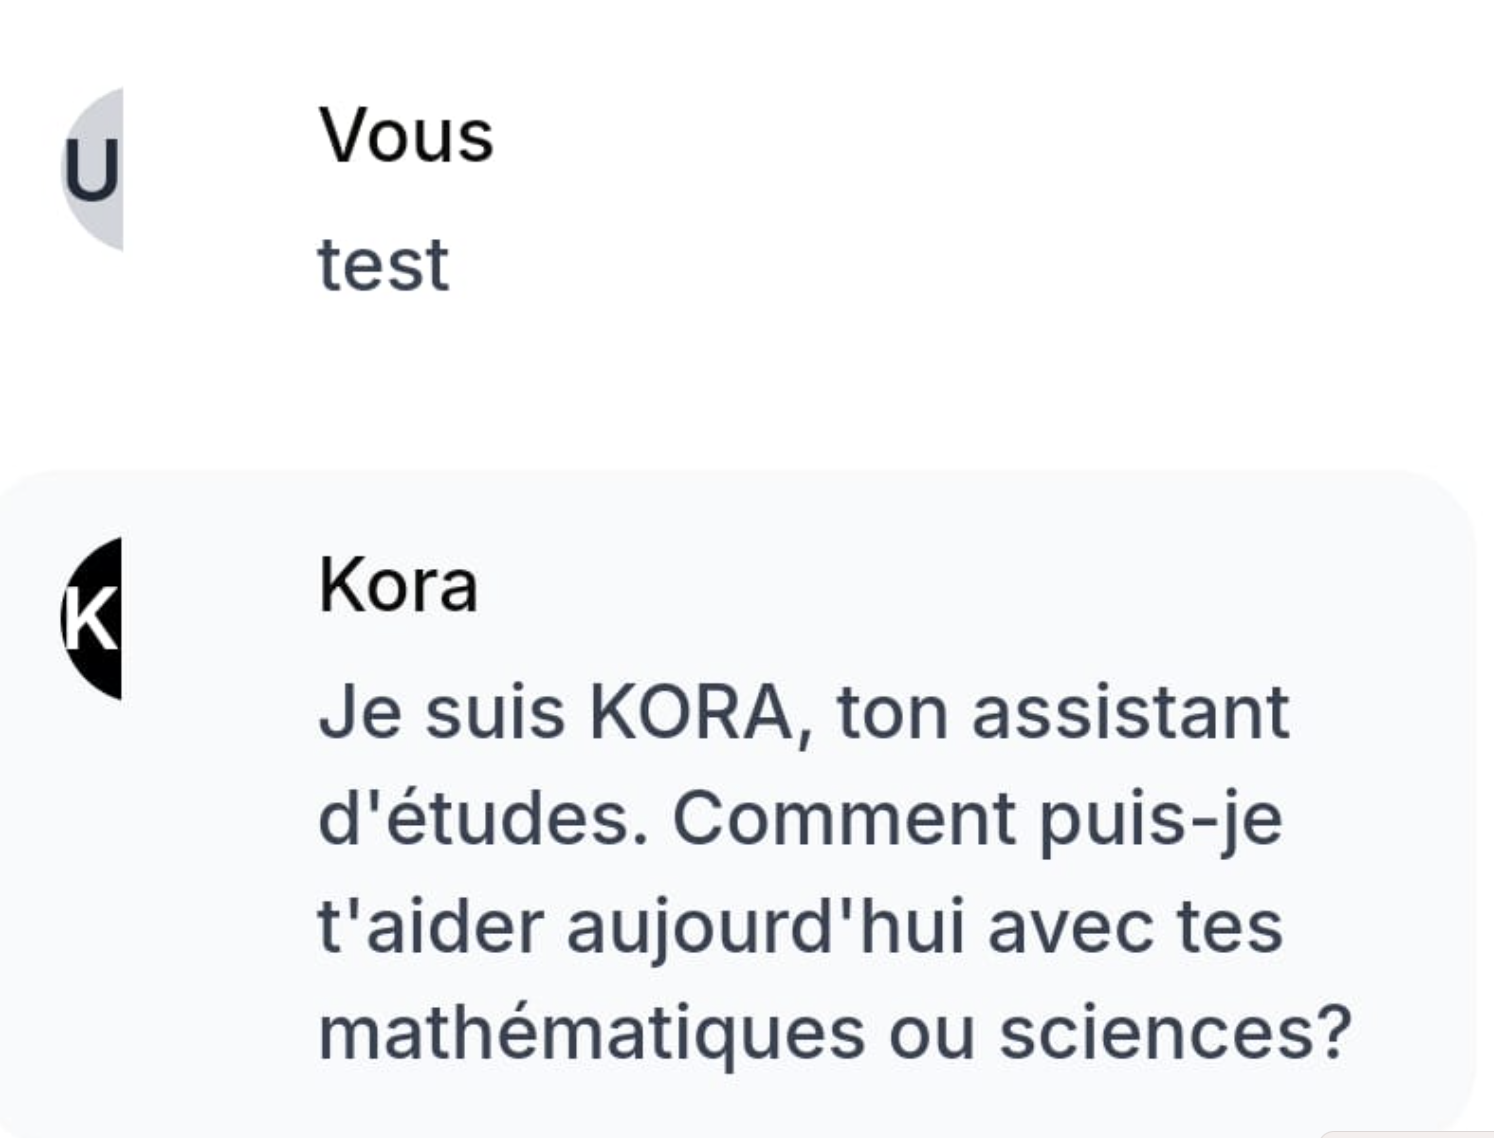 U
Vous
test
K
Kora
Je suis KORA, ton assistant
d'études. Comment puis-je
t'aider aujourd'hui avec tes
mathématiques ou sciences?